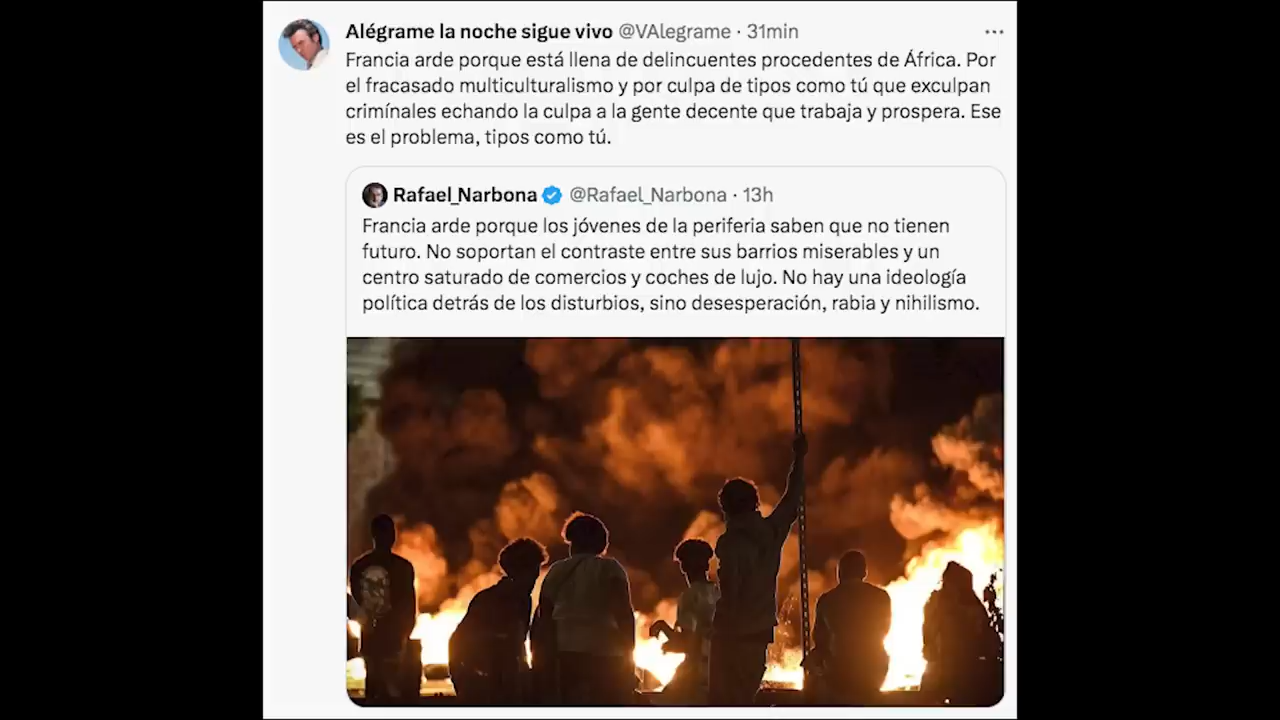 Alégrame la noche sigue vivo @VAlegrame · 31min
Francia arde porque está llena de delincuentes procedentes de África. Por
el fracasado multiculturalismo y por culpa de tipos como tú que exculpan
crimínales echando la culpa a la gente decente que trabaja y prospera. Ese
es el problema, tipos como tú.
Rafael_Narbona @Rafael_Narbona · 13h
Francia arde porque los jóvenes de la periferia saben que no tienen
futuro. No soportan el contraste entre sus barrios miserables y un
centro saturado de comercios y coches de lujo. No hay una ideología
política detrás de los disturbios, sino desesperación, rabia y nihilismo.